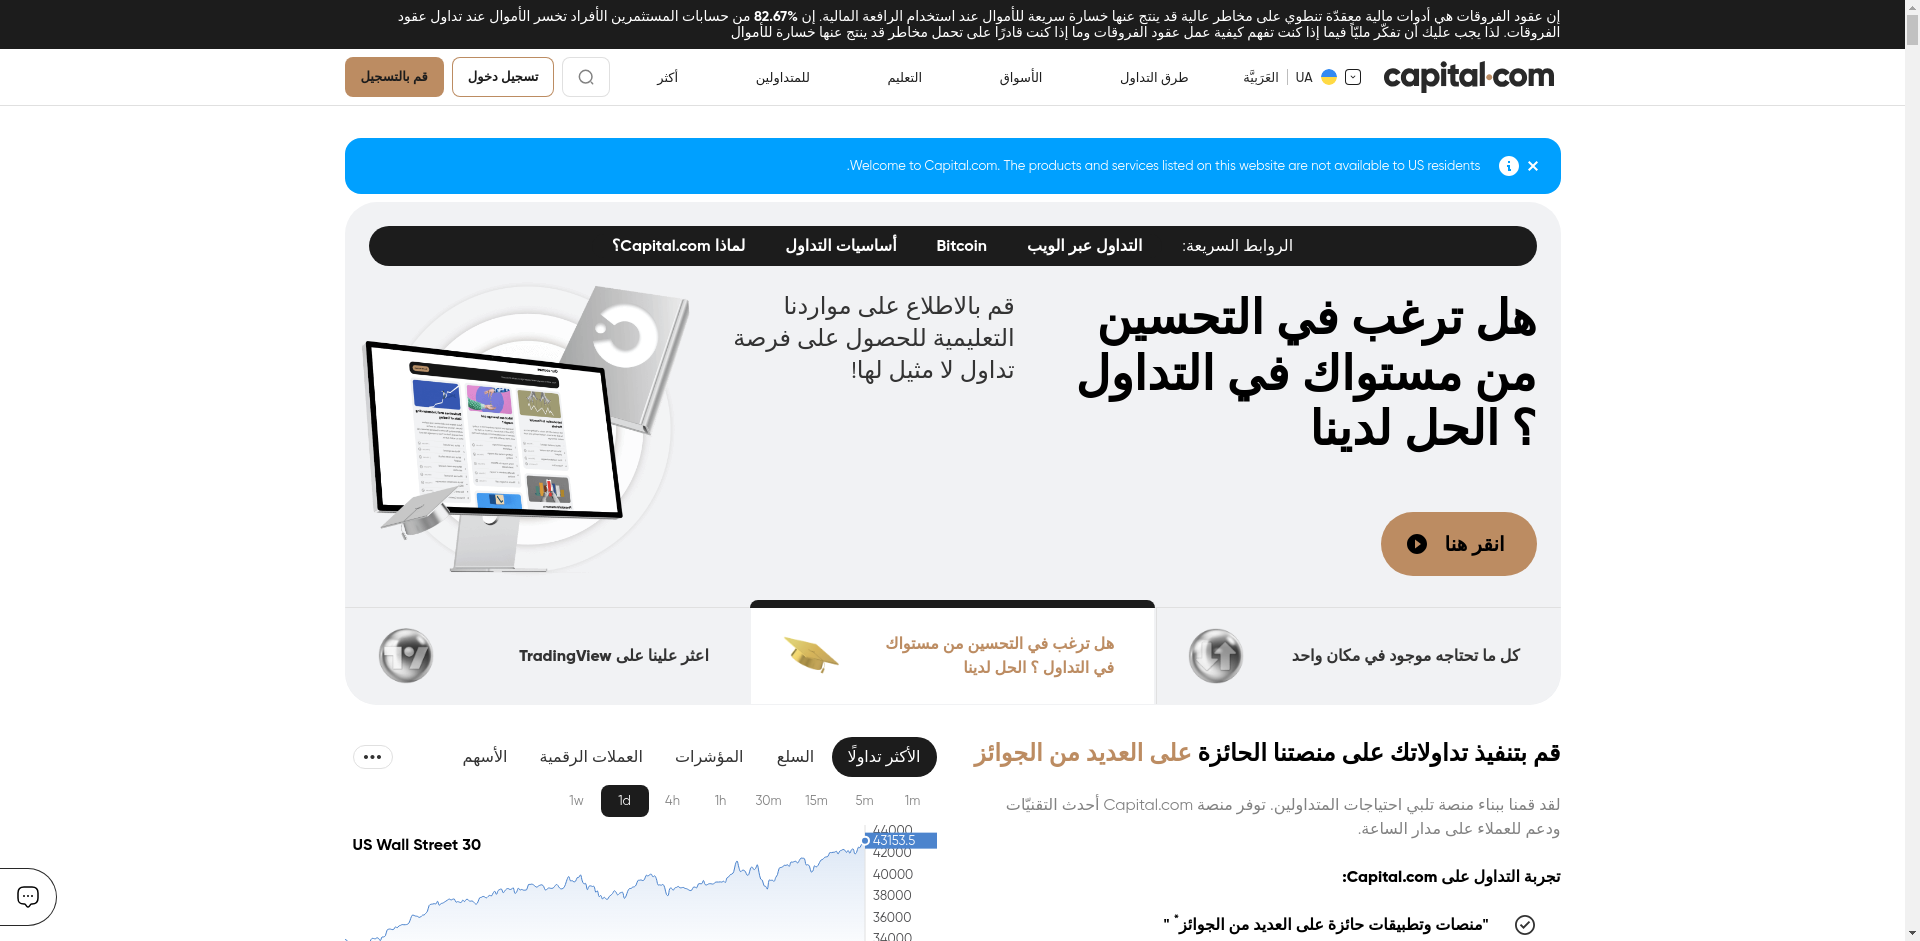 إن عقود الفروقات هي أدوات مالية معقدّة تنطوي على مخاطر عالية قد ينتج عنها خسارة سريعة للأموال عند استخدام الرافعة المالية. إن 82.67% من حسابات المستثمرين الأفراد تخسر الأموال عند تداول عقود
الفروقات. لذا يجب عليك أن تفكّر مليّاً فيما إذا كنت تفهم كيفية عمل عقود الفروقات وما إذا كنت قادرًا على تحمل مخاطر قد ينتج عنها خسارة للأموال
capital.com
UA
العَرَبِيَّة
طرق التداول
الأسواق
التعليم
للمتداولين
أكثر
تسجيل دخول
قم بالتسجيل
Welcome to Capital.com. The products and services listed on this website are not available to US residents.
الروابط السريعة:
التداول عبر الويب
Bitcoin
أساسيات التداول
لماذا Capital.com؟
هل ترغب في التحسين
من مستواك في التداول
؟ الحل لدينا
قم بالاطلاع على مواردنا
التعليمية للحصول على فرصة
تداول لا مثيل لها!
انقر هنا
كل ما تحتاجه موجود في مكان واحد
هل ترغب في التحسين من مستواك
في التداول ؟ الحل لدينا
اعثر علينا على TradingView
قم بتنفيذ تداولاتك على منصتنا الحائزة على العديد من الجوائز
لقد قمنا ببناء منصة تلبي احتياجات المتداولين. توفر منصة Capital.com أحدث التقنيّات
ودعم للعملاء على مدار الساعة.
تجربة التداول على Capital.com:
"منصات وتطبيقات حائزة على العديد من الجوائز* "
الأكثر تداولًا
السلع
المؤشرات
العملات الرقمية
الأسهم
1m
5m
15m
30m
1h
4h
1d
1w
US Wall Street 30
44000
43153.5
42000
40000
38000
36000
34000